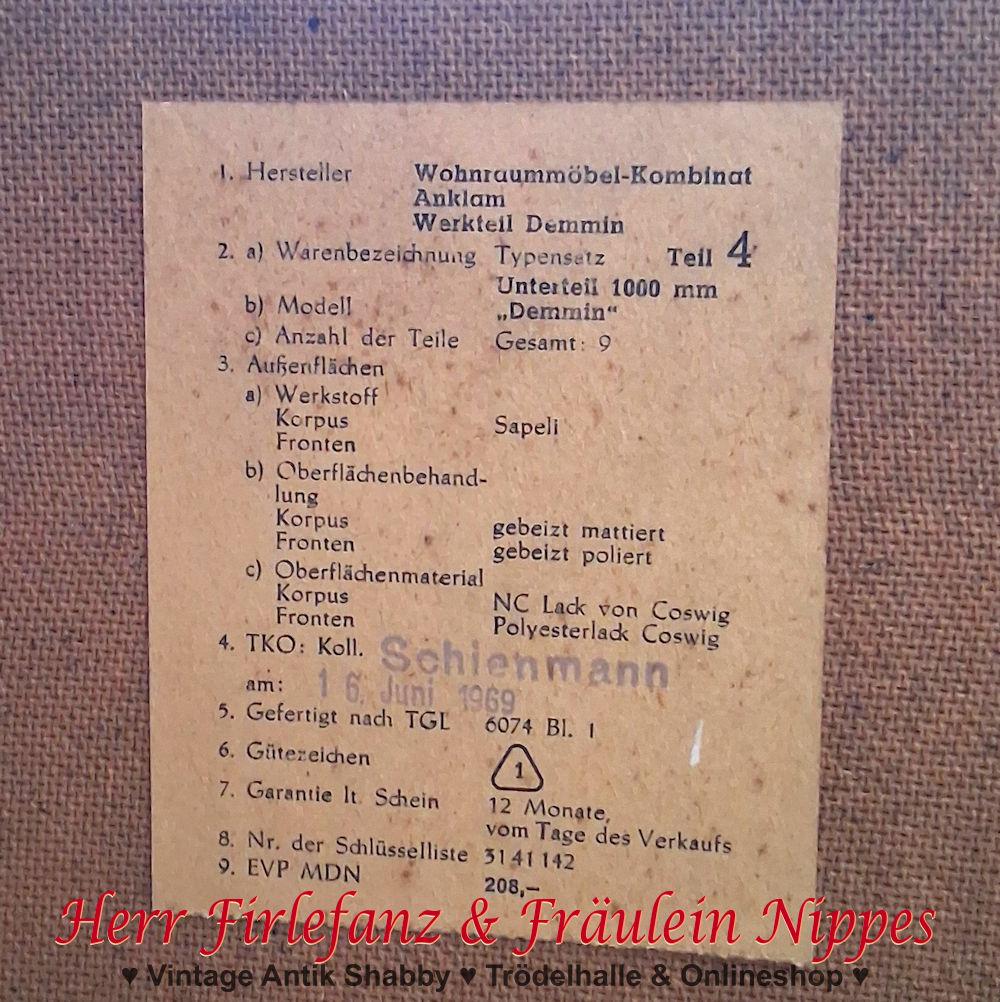 1. Hersteller Wohnraummöbel-Kombinat
Anklam
Werkteil Demmin
2. a) Warenbezeichnung Typensatz Teil 4
Unterteil 1000 mm
b) Modell „Demmin“
c) Anzahl der Teile Gesamt: 9
3. Außenflächen
a) Werkstoff
Korpus Sapeli
Fronten
b) Oberflächenbehand-
lung
Korpus gebeizt mattiert
Fronten gebeizt poliert
c) Oberflächenmaterial
Korpus NC Lack von Coswig
Fronten Polyesterlack Coswig
4. TKO: Koll. Schienmann
am: 16. Juni 1969
5. Gefertigt nach TGL 6074 Bl. 1
6. Gütezeichen 1
7. Garantie lt. Schein 12 Monate,
vom Tage des Verkaufs
8. Nr. der Schlüsselliste 3141142
9. EVP MDN 208,–
Herr Firlefanz & Fräulein Nippes
♥ Vintage Antik Shabby ♥ Trödelhalle & Onlineshop ♥